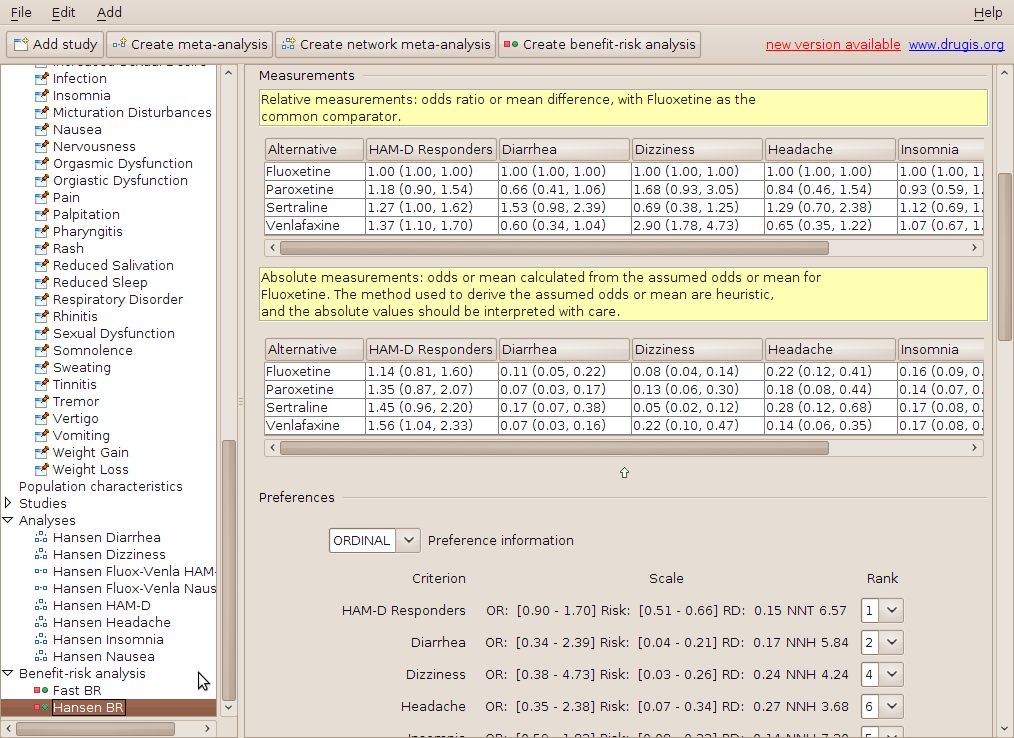 File Edit Add Help
Add study Create meta-analysis Create network meta-analysis Create benefit-risk analysis new version available www.drugis.org
Infection
Insomnia
Micturation Disturbances
Nausea
Nervousness
Orgasmic Dysfunction
Orgiastic Dysfunction
Pain
Palpitation
Pharyngitis
Rash
Reduced Salivation
Reduced Sleep
Respiratory Disorder
Rhinitis
Sexual Dysfunction
Somnolence
Sweating
Tinnitis
Tremor
Vertigo
Vomiting
Weight Gain
Weight Loss
Population characteristics
Studies
Analyses
Hansen Diarrhea
Hansen Dizziness
Hansen Fluox-Venla HAM-
Hansen Fluox-Venla Naus
Hansen HAM-D
Hansen Headache
Hansen Insomnia
Hansen Nausea
Benefit-risk analysis
Fast BR
Hansen BR
Measurements
Relative measurements: odds ratio or mean difference, with Fluoxetine as the
common comparator.
Alternative HAM-D Responders Diarrhea Dizziness Headache Insomnia
Fluoxetine 1.00 (1.00, 1.00) 1.00 (1.00, 1.00) 1.00 (1.00, 1.00) 1.00 (1.00, 1.00) 1.00 (1.00, 1.
Paroxetine 1.18 (0.90, 1.54) 0.66 (0.41, 1.06) 1.68 (0.93, 3.05) 0.84 (0.46, 1.54) 0.93 (0.59, 1.
Sertraline 1.27 (1.00, 1.62) 1.53 (0.98, 2.39) 0.69 (0.38, 1.25) 1.29 (0.70, 2.38) 1.12 (0.69, 1.
Venlafaxine 1.37 (1.10, 1.70) 0.60 (0.34, 1.04) 2.90 (1.78, 4.73) 0.65 (0.35, 1.22) 1.07 (0.67, 1.
Absolute measurements: odds or mean calculated from the assumed odds or mean for
Fluoxetine. The method used to derive the assumed odds or mean are heuristic,
and the absolute values should be interpreted with care.
Alternative HAM-D Responders Diarrhea Dizziness Headache Insomnia
Fluoxetine 1.14 (0.81, 1.60) 0.11 (0.05, 0.22) 0.08 (0.04, 0.14) 0.22 (0.12, 0.41) 0.16 (0.09, 0.
Paroxetine 1.35 (0.87, 2.07) 0.07 (0.03, 0.17) 0.13 (0.06, 0.30) 0.18 (0.08, 0.44) 0.14 (0.07, 0.
Sertraline 1.45 (0.96, 2.20) 0.17 (0.07, 0.38) 0.05 (0.02, 0.12) 0.28 (0.12, 0.68) 0.17 (0.08, 0.
Venlafaxine 1.56 (1.04, 2.33) 0.07 (0.03, 0.16) 0.22 (0.10, 0.47) 0.14 (0.06, 0.35) 0.17 (0.08, 0.
Preferences
ORDINAL Preference information
Criterion Scale Rank
HAM-D Responders OR: [0.90 - 1.70] Risk: [0.51 - 0.66] RD: 0.15 NNT 6.57 1
Diarrhea OR: [0.34 - 2.39] Risk: [0.04 - 0.21] RD: 0.17 NNH 5.84 2
Dizziness OR: [0.38 - 4.73] Risk: [0.03 - 0.26] RD: 0.24 NNH 4.24 4
Headache OR: [0.35 - 2.38] Risk: [0.07 - 0.34] RD: 0.27 NNH 3.68 6